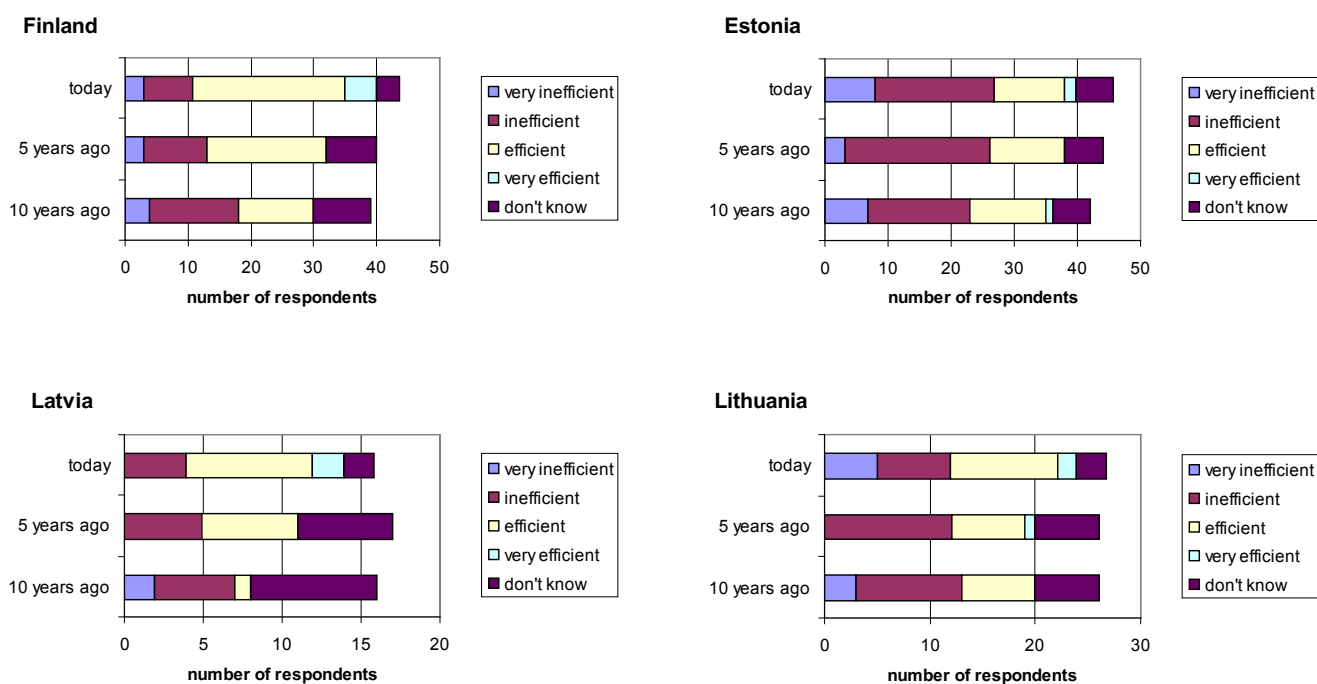 Finland
today
5 years ago
10 years ago
0 10 20 30 40 50
number of respondents
very inefficient
inefficient
efficient
very efficient
don't know
Estonia
today
5 years ago
10 years ago
0 10 20 30 40 50
number of respondents
very inefficient
inefficient
efficient
very efficient
don't know
Latvia
today
5 years ago
10 years ago
0 5 10 15 20
number of respondents
very inefficient
inefficient
efficient
very efficient
don't know
Lithuania
today
5 years ago
10 years ago
0 10 20 30
number of respondents
very inefficient
inefficient
efficient
very efficient
don't know